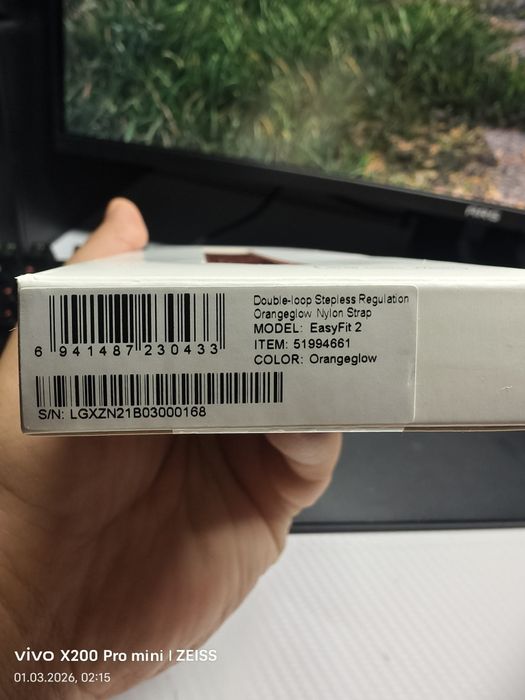 Double-loop Stepless Regulation
Orangeglow Nylon Strap
MODEL: EasyFit 2
ITEM: 51994661
COLOR: Orangeglow
6 941487 230433
S/N: LGXZN21B03000168
vivo X200 Pro mini | ZEISS
01.03.2026, 02:15